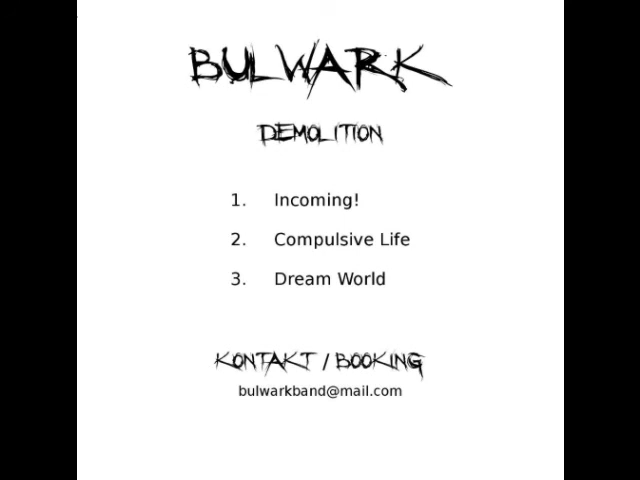 BULWARK
DEMOLITION
1. Incoming!
2. Compulsive Life
3. Dream World
KONTAKT / BOOKING
bulwarkband@mail.com